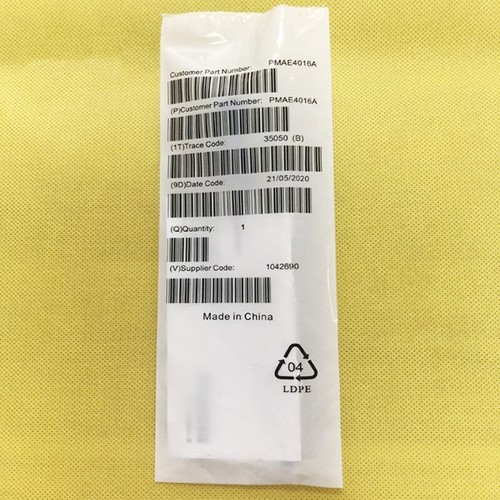 Customer Part Number: PMAE4016A
(P)Customer Part Number: PMAE4016A
(1T)Trace Code: 35050 (B)
(9D)Date Code: 21/05/2020
(Q)Quantity: 1
(V)Supplier Code: 1042690
Made in China
04
LDPE